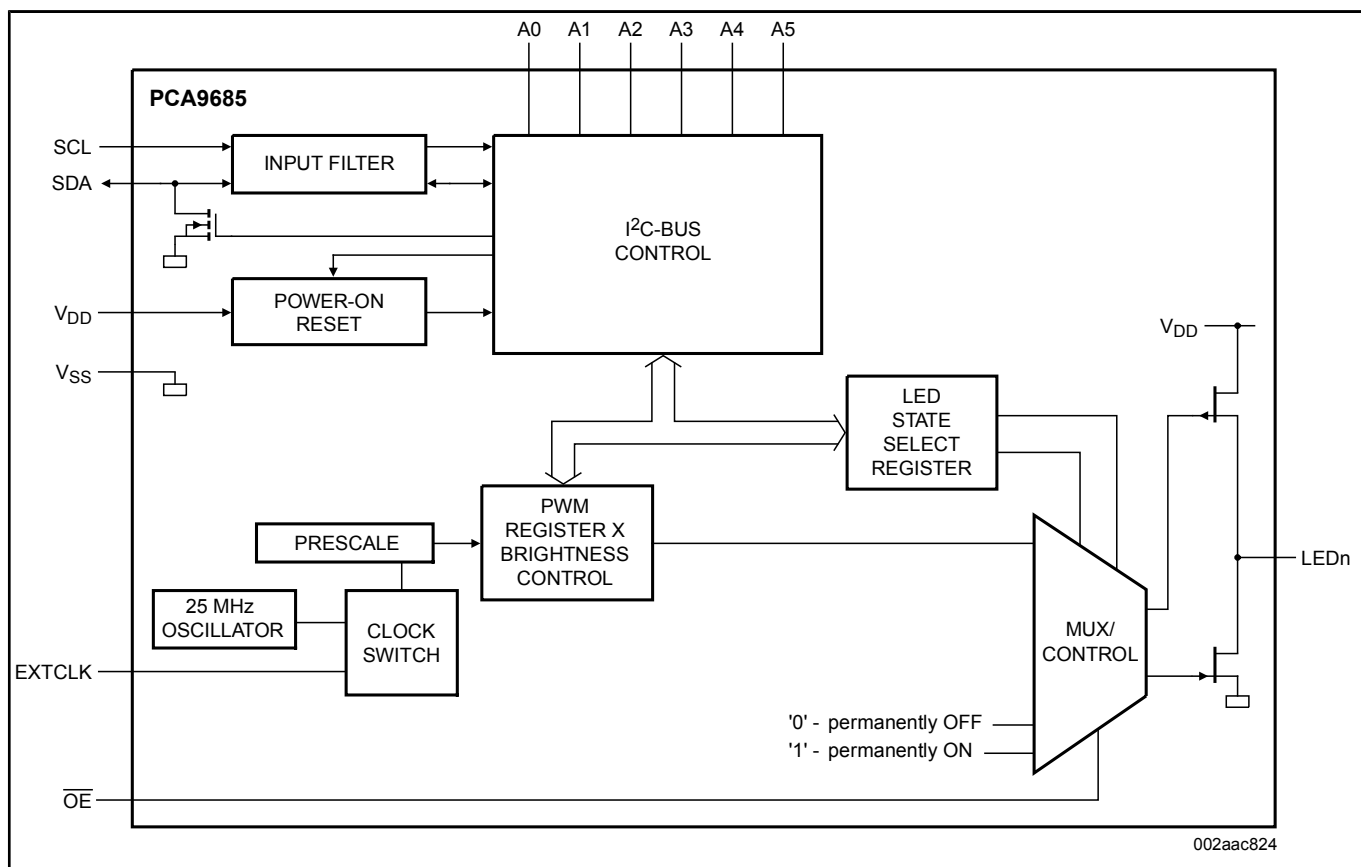 A0 A1 A2 A3 A4 A5
PCA9685
SCL
SDA
INPUT FILTER
I²C-BUS
CONTROL
VDD
POWER-ON
RESET
VSS
VDD
LED
STATE
SELECT
REGISTER
PWM
REGISTER X
BRIGHTNESS
CONTROL
PRESCALE
25 MHz
OSCILLATOR
CLOCK
SWITCH
EXTCLK
MUX/
CONTROL
LEDn
'0' - permanently OFF
'1' - permanently ON
O̅E̅
002aac824